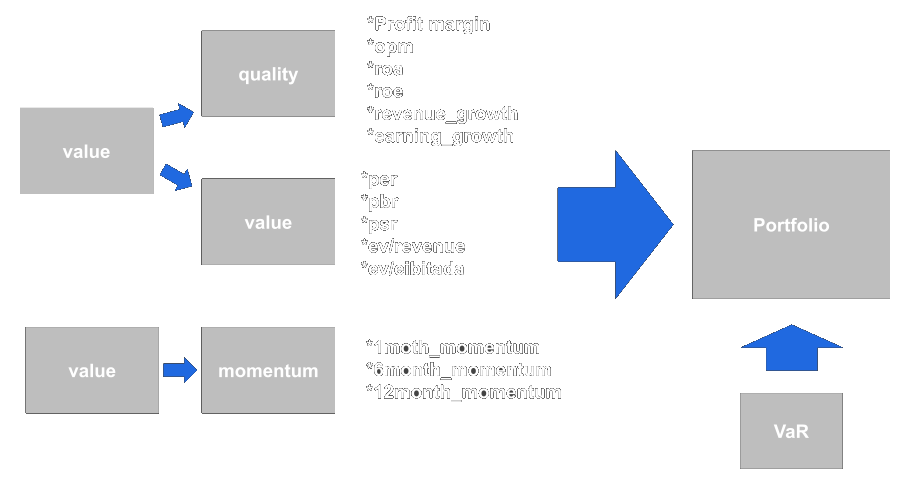 value
quality
*Profit margin
*opm
*roa
*roe
*revenue_growth
*earning_growth
value
*per
*pbr
*psr
*ev/revenue
*ev/eibitada
value
momentum
*1moth_momentum
*6month_momentum
*12month_momentum
Portfolio
VaR